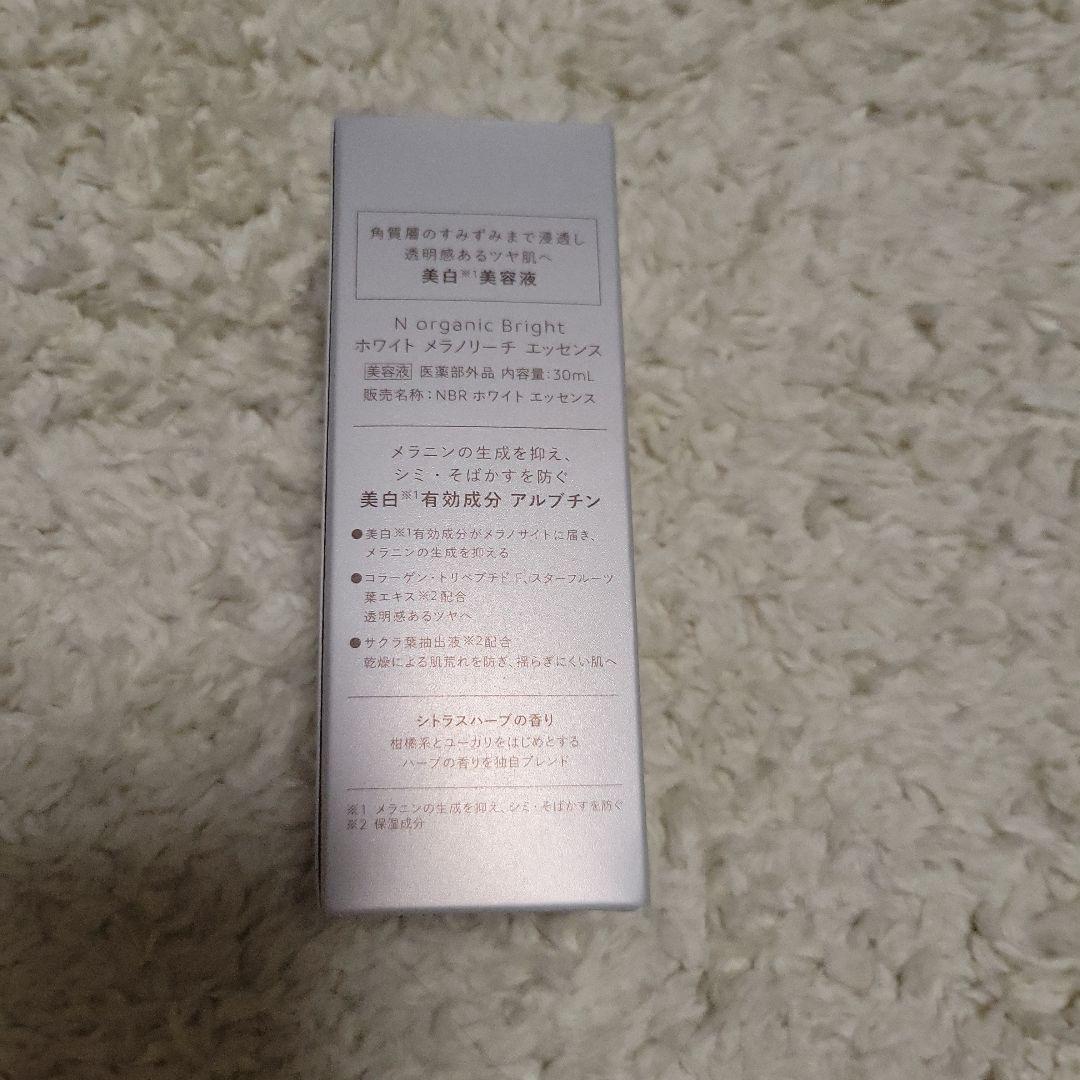 角質層のすみずみまで浸透し
透明感あるツヤ肌へ
美白※1美容液
N organic Bright
ホワイト メラノリーチ エッセンス
美容液 医薬部外品 内容量:30mL
販売名称:NBR ホワイト エッセンス
メラニンの生成を抑え、
シミ・そばかすを防ぐ
美白※1有効成分 アルブチン
●美白※1有効成分がメラノサイトに届き、
メラニンの生成を抑える
●コラーゲン・トリペプチド F、スターフルーツ
葉エキス※2配合
透明感あるツヤへ
●サクラ葉抽出液※2配合
乾燥による肌荒れを防ぎ、揺らぎにくい肌へ
シトラスハーブの香り
柑橘系とユーカリをはじめとする
ハーブの香りを独自ブレンド
※1 メラニンの生成を抑え、シミ・そばかすを防ぐ
※2 保湿成分